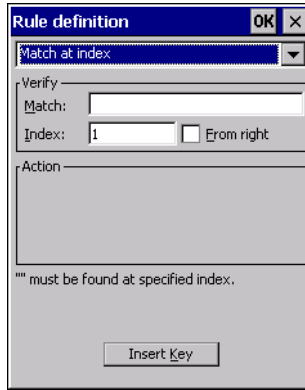 Rule definition OK ×
Match at index
Verify
Match:
Index: 1 From right
Action
"" must be found at specified index.
Insert Key